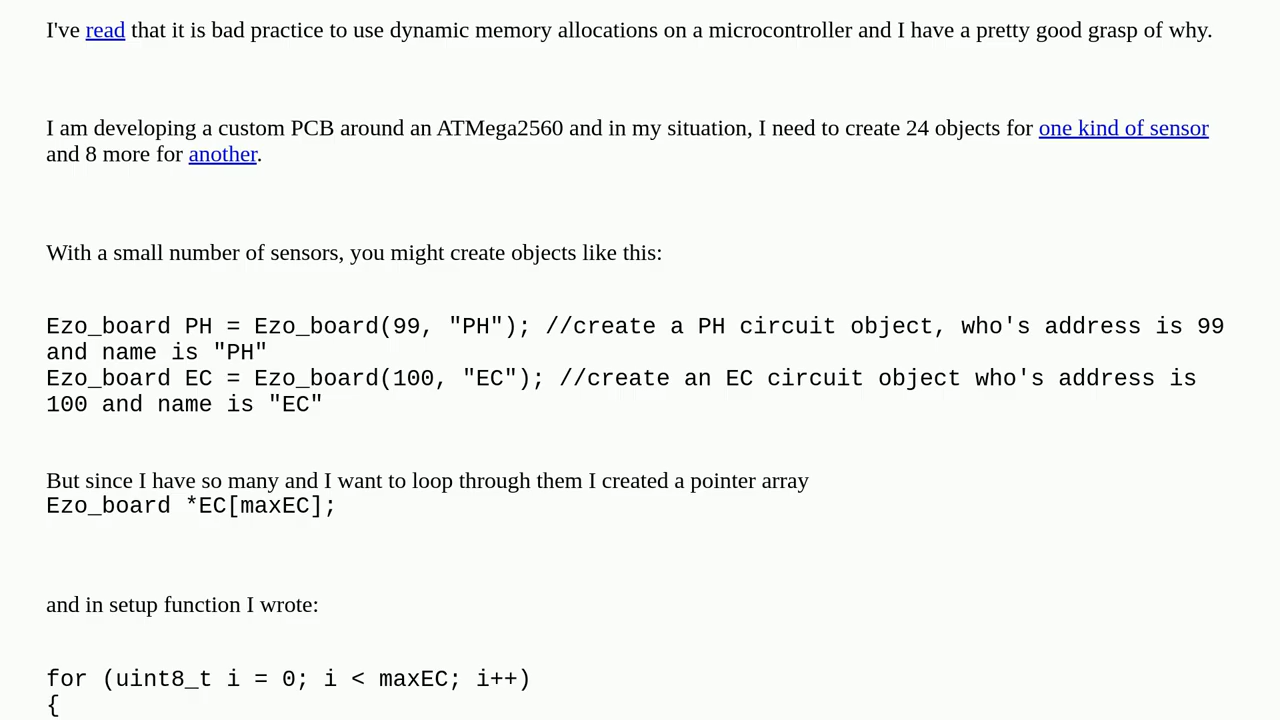 I've read that it is bad practice to use dynamic memory allocations on a microcontroller and I have a pretty good grasp of why.
I am developing a custom PCB around an ATMega2560 and in my situation, I need to create 24 objects for one kind of sensor
and 8 more for another.
With a small number of sensors, you might create objects like this:
Ezo_board PH = Ezo_board(99, "PH"); //create a PH circuit object, who's address is 99
and name is "PH"
Ezo_board EC = Ezo_board(100, "EC"); //create an EC circuit object who's address is
100 and name is "EC"
But since I have so many and I want to loop through them I created a pointer array
Ezo_board *EC[maxEC];
and in setup function I wrote:
for (uint8_t i = 0; i < maxEC; i++)
{